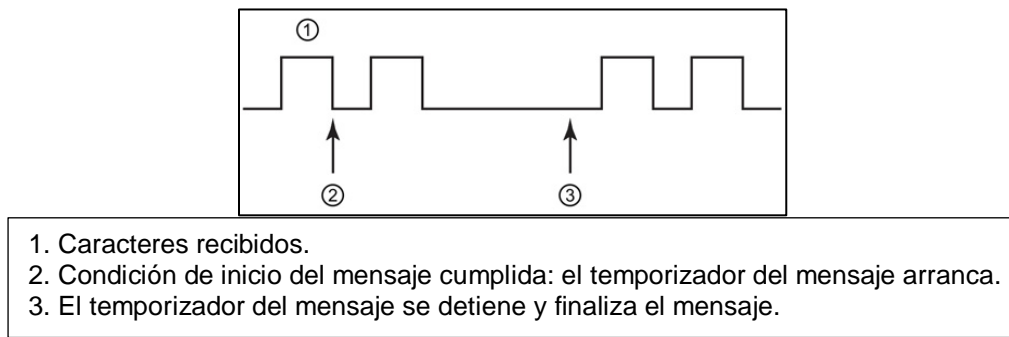 ①
②
③
1. Caracteres recibidos.
2. Condición de inicio del mensaje cumplida: el temporizador del mensaje arranca.
3. El temporizador del mensaje se detiene y finaliza el mensaje.